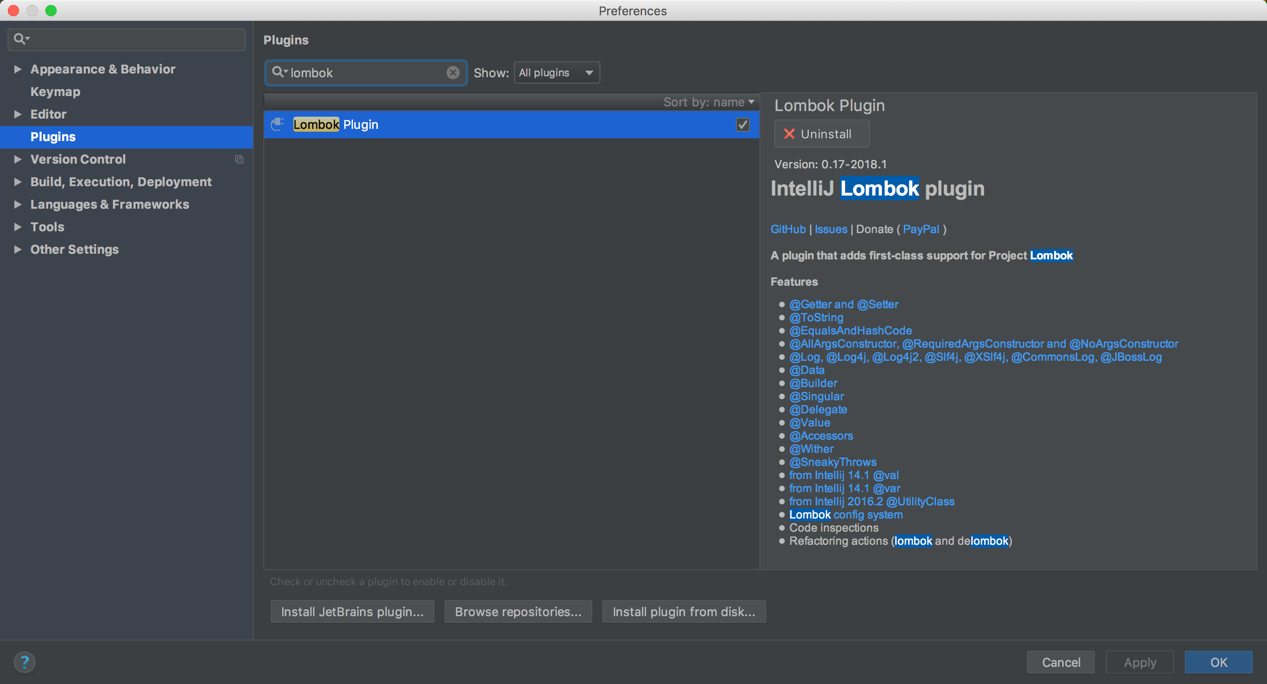 Preferences
Appearance & Behavior
Keymap
Editor
Plugins
Version Control
Build, Execution, Deployment
Languages & Frameworks
Tools
Other Settings
Plugins
lombok
Show: All plugins
Sort by: name
Lombok Plugin
Lombok Plugin
Uninstall
Version: 0.17-2018.1
IntelliJ Lombok plugin
GitHub | Issues | Donate ( PayPal )
A plugin that adds first-class support for Project Lombok
Features
@Getter and @Setter
@ToString
@EqualsAndHashCode
@AllArgsConstructor, @RequiredArgsConstructor and @NoArgsConstructor
@Log, @Log4j, @Log4j2, @Slf4j, @XSlf4j, @CommonsLog, @JBossLog
@Data
@Builder
@Singular
@Delegate
@Value
@Accessors
@Wither
@SneakyThrows
from Intellij 14.1 @val
from Intellij 14.1 @var
from Intellij 2016.2 @UtilityClass
Lombok config system
Code inspections
Refactoring actions (lombok and delombok)
Check or uncheck a plugin to enable or disable it.
Install JetBrains plugin...
Browse repositories...
Install plugin from disk...
?
Cancel
Apply
OK